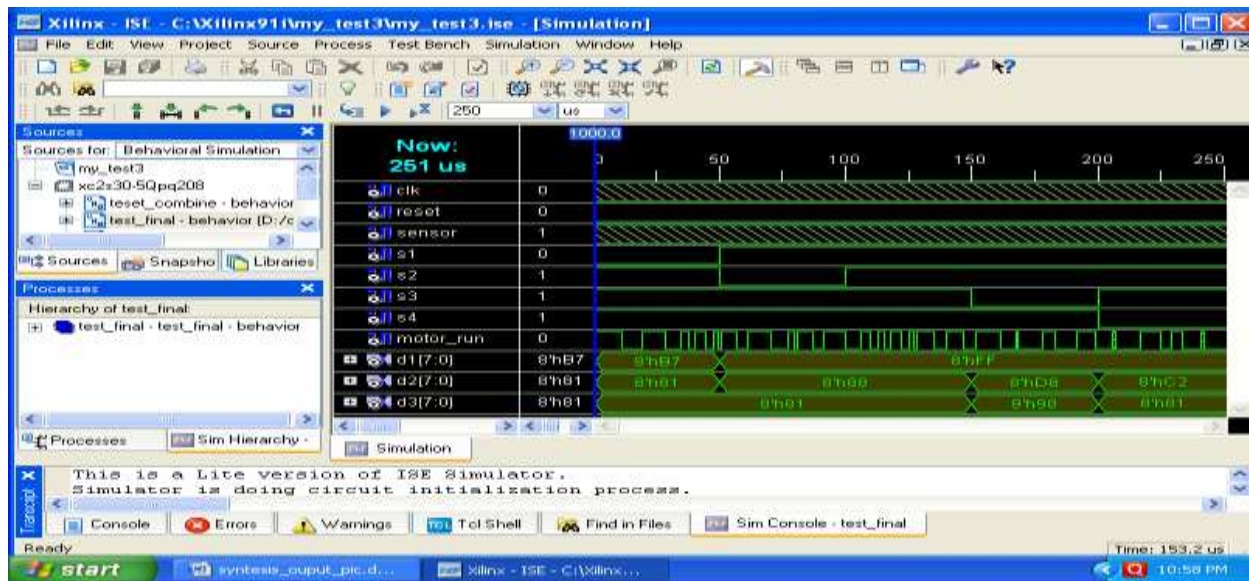 Xilinx - ISE - C:\Xilinx91i\my_test3\my_test3.ise - [Simulation]
File Edit View Project Source Process Test Bench Simulation Window Help
250 us
Sources
Sources for: Behavioral Simulation
my_test3
xc2s30-5Qpq208
teset_combine - behavior
test_final - behavior (D:/c
Sources Snapsho Libraries
Processes
Hierarchy of test_final:
test_final - test_final - behavior
Processes Sim Hierarchy -
Now:
251 us
1000.0
50 100 150 200 250
clk 0
reset 0
sensor 1
s1 0
s2 1
s3 1
s4 1
motor_run 0
d1[7:0] 8'hB7 8'hB7 8'hFF
d2[7:0] 8'h81 8'h81 8'hD8 8'hC2
d3[7:0] 8'h81 8'h81 8'h90 8'h81
Simulation
This is a Lite version of ISE Simulator.
Simulator is doing circuit initialization process.
Transcript
Console Errors Warnings Tcl Shell Find in Files Sim Console - test_final
Ready Time: 153.2 us
start syntesis_ouput_pic.d... Xilinx - ISE - C:\Xilinx... 10:58 PM